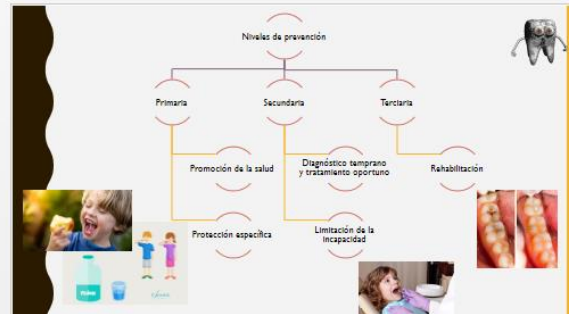 Niveles de prevención
Primaria
Secundaria
Terciaria
Promoción de la salud
Diagnóstico temprano
y tratamiento oportuno
Rehabilitación
Protección específica
Limitación de la
incapacidad